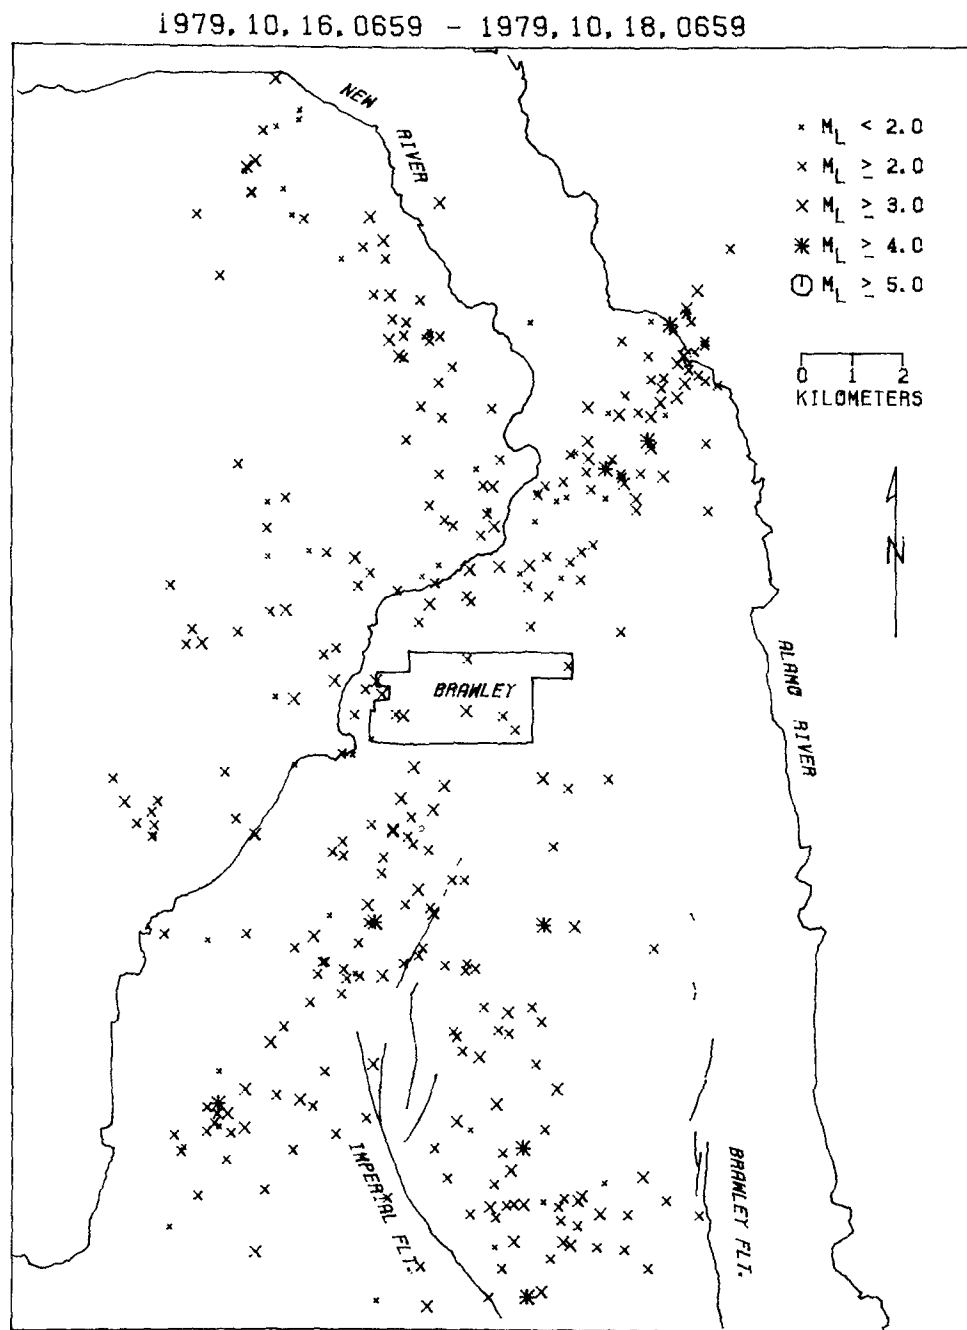 1979,10,16,0659 - 1979,10,18,0659
NEW
RIVER
× M_L < 2.0
× M_L ≥ 2.0
× M_L ≥ 3.0
M_L ≥ 4.0
M_L ≥ 5.0
0 1 2
KILOMETERS
N
BRAWLEY
ALAMO
RIVER
?
IMPERIAL FLT.
BRAWLEY FLT.